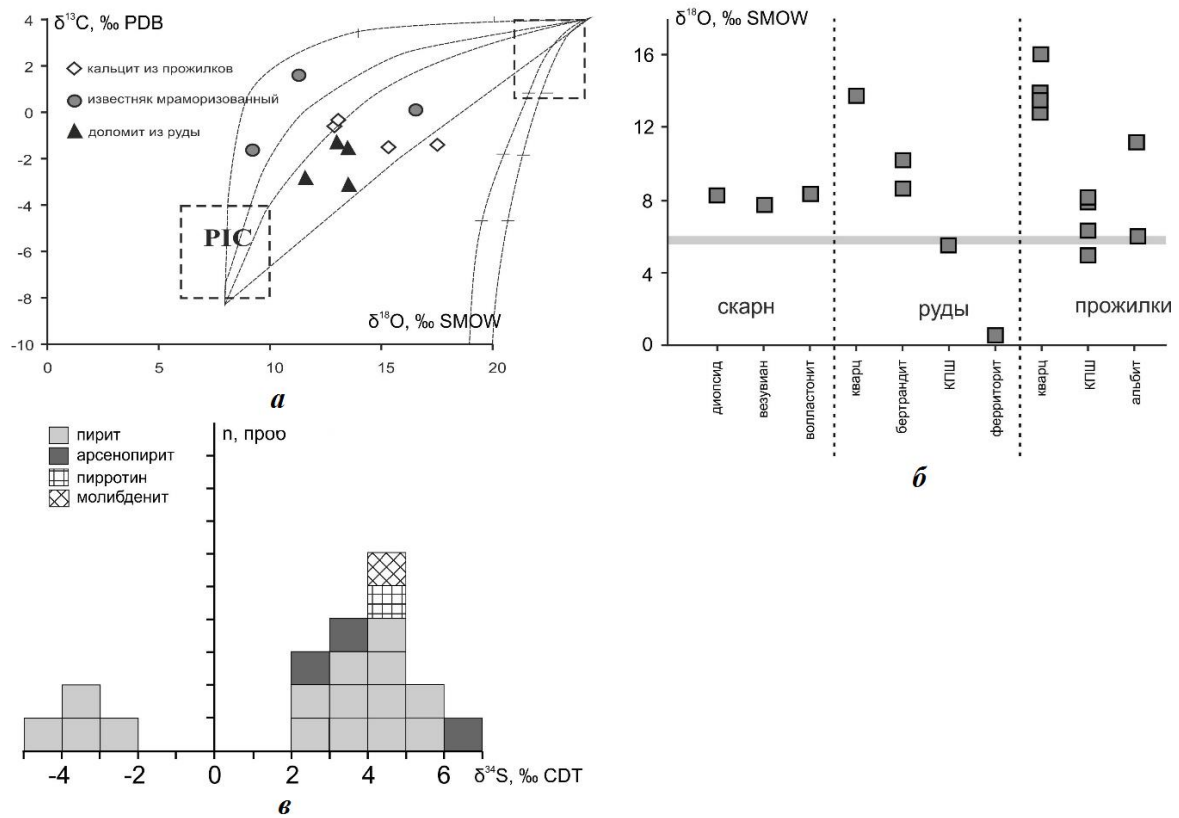 δ¹³C, ‰ PDB
4
2
0
-2
-4
-6
-8
-10
кальцит из прожилков
известняк мраморизованный
доломит из руды
PIC
δ¹⁸O, ‰ SMOW
0
5
10
15
20
а
δ¹⁸O, ‰ SMOW
16
12
8
4
0
скарн
руды
прожилки
диопсид
везувиан
волластонит
кварц
бертрандит
КПШ
ферриторит
кварц
КПШ
альбит
б
пирит
арсенопирит
пирротин
молибденит
n, проб
-4
-2
0
2
4
6
δ³⁴S, ‰ CDT
в